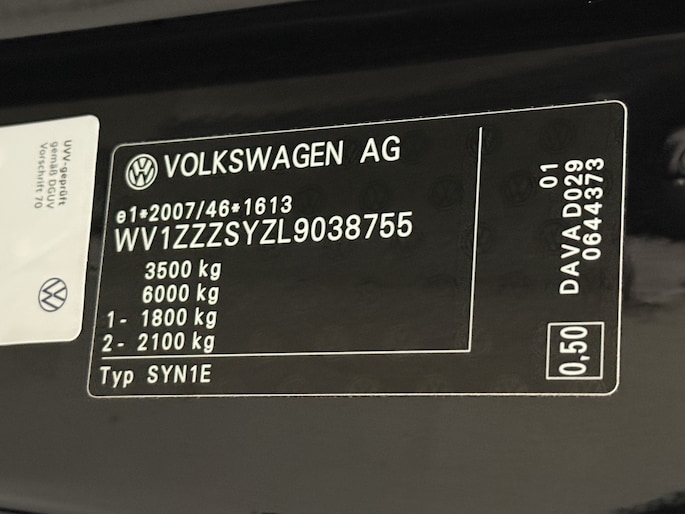 UVV-geprüft
gemäß DGUV
Vorschrift 70
VOLKSWAGEN AG
e1*2007/46*1613
WV1ZZZSYZL9038755
3500 kg
6000 kg
1- 1800 kg
2- 2100 kg
Typ SYN1E
01
DAVA D029
0644373
0,50